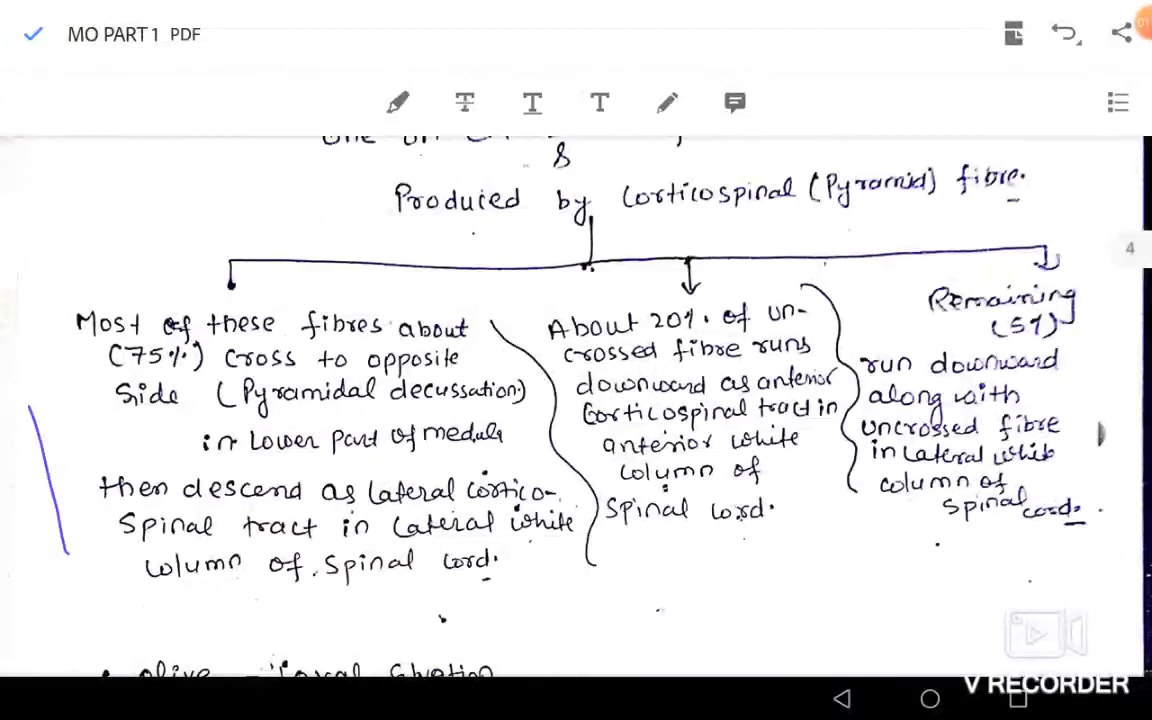 MO PART 1 PDF
4
&
Produced by Corticospinal (Pyramid) fibre.
Most of these fibres about
(75%) cross to opposite
side (Pyramidal decussation)
in Lower part of medula
then descend as Lateral cortico-
spinal tract in Lateral white
column of spinal cord.
About 20% of un-
crossed fibre runs
downward as anterior
corticospinal tract in
anterior white
column of
spinal cord.
Remaining
(5%)
run downward
along with
uncrossed fibre
in Lateral white
column of
spinal cord.
V RECORDER